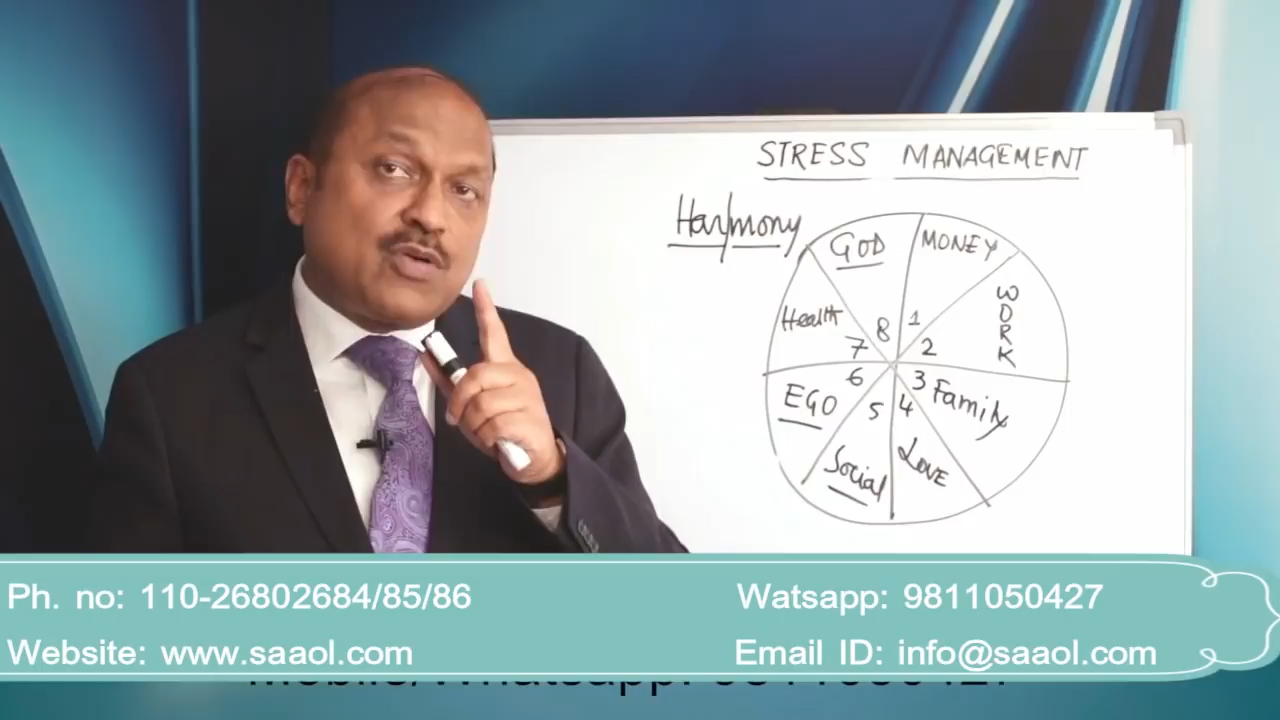 STRESS MANAGEMENT
Harmony
GOD
MONEY
WORK
Health
8
1
7
2
6
3
Family
EGO
5
4
Social
LOVE
Ph. no: 110-26802684/85/86
Watsapp: 9811050427
Website: www.saaol.com
Email ID: info@saaol.com